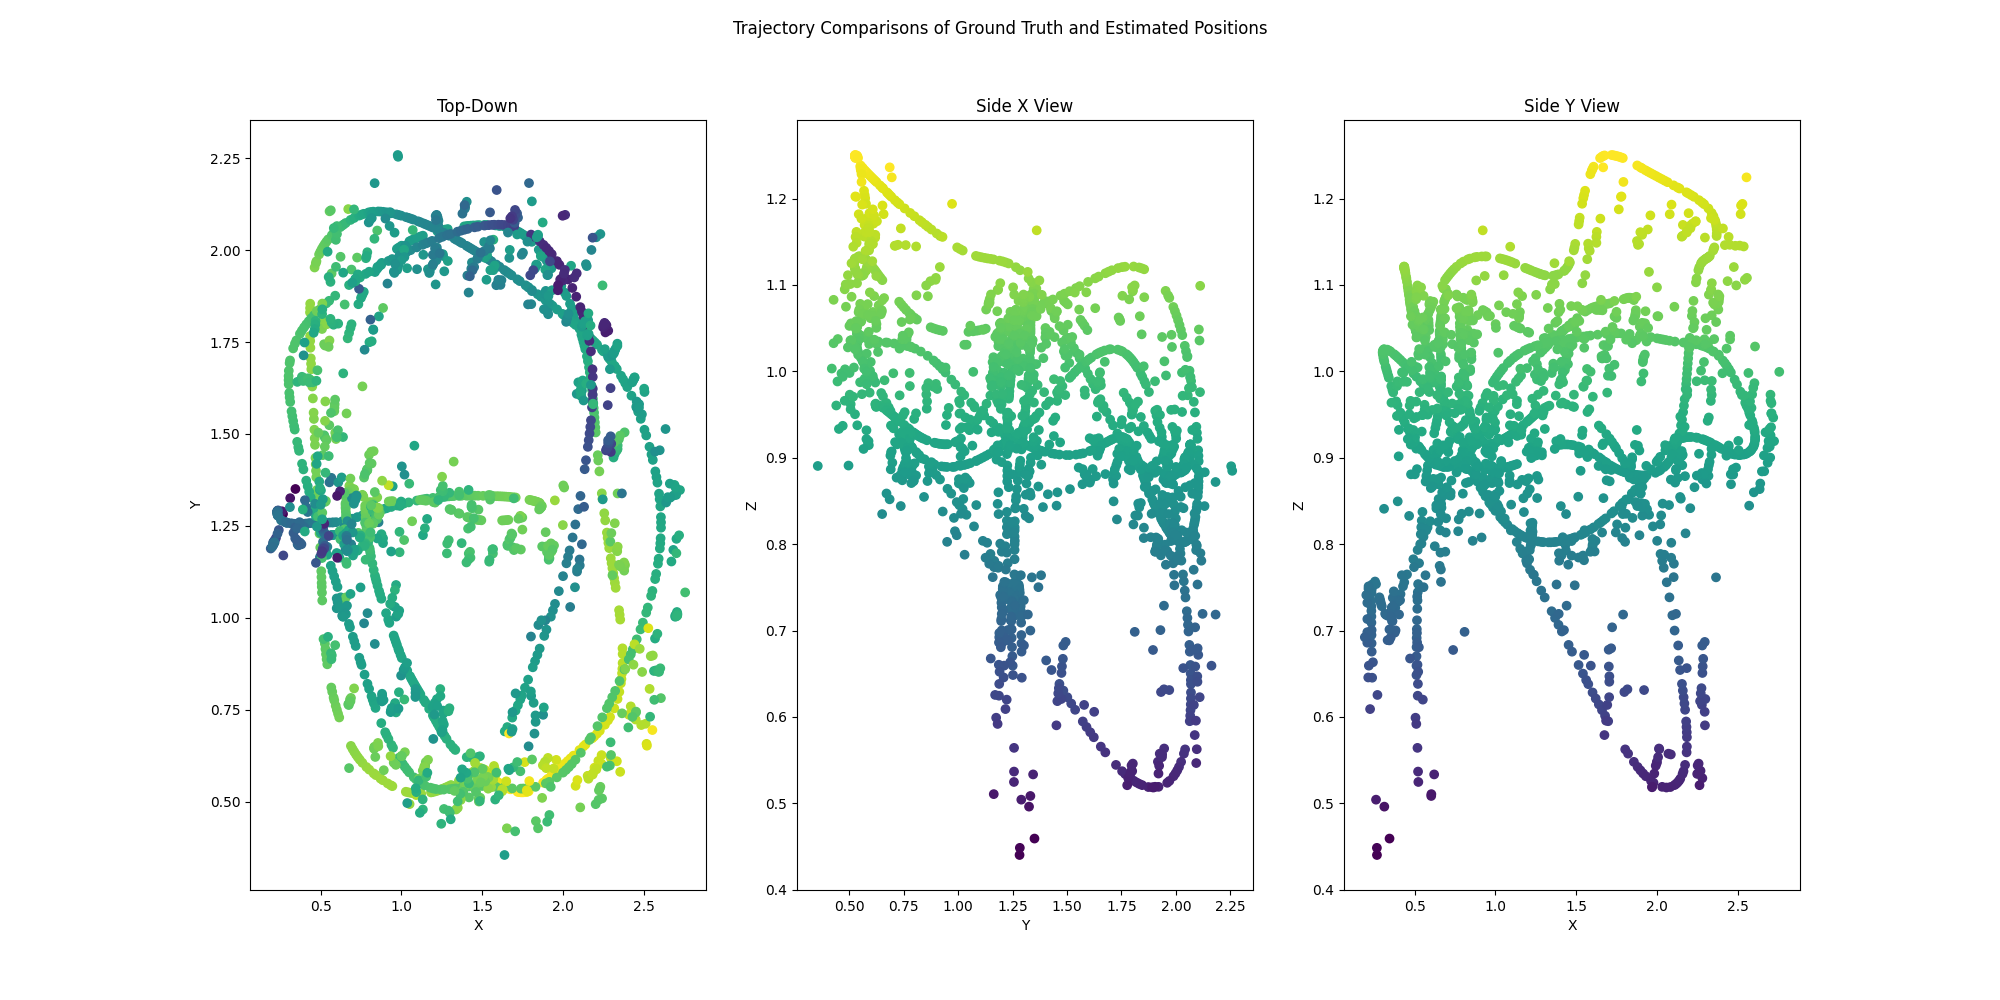 Trajectory Comparisons of Ground Truth and Estimated Positions
Top-Down
2.25
2.00
1.75
1.50
1.25
1.00
0.75
0.50
Y
0.5 1.0 1.5 2.0 2.5
X
Side X View
1.2
1.1
1.0
0.9
0.8
0.7
0.6
0.5
0.4
Z
0.50 0.75 1.00 1.25 1.50 1.75 2.00 2.25
Y
Side Y View
1.2
1.1
1.0
0.9
0.8
0.7
0.6
0.5
0.4
Z
0.5 1.0 1.5 2.0 2.5
X